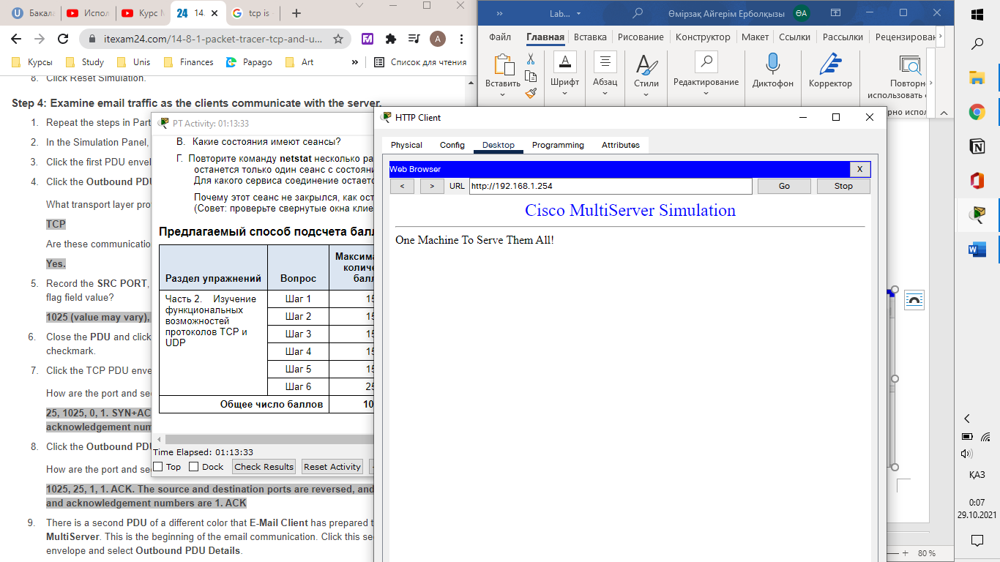 Бакала
Испол
Курс М
24 14.
tcp is
itexam24.com/14-8-1-packet-tracer-tcp-and-u...
A
Курсы
Study
Unis
Finances
Papago
Art
»
Список для чтения
8. Click Reset Simulation.
Step 4: Examine email traffic as the clients communicate with the server.
1. Repeat the steps in Part
2. In the Simulation Panel,
3. Click the first PDU envel
4. Click the Outbound PDU
What transport layer pro
TCP
Are these communicatio
Yes.
5. Record the SRC PORT,
flag field value?
1025 (value may vary),
6. Close the PDU and click
checkmark.
7. Click the TCP PDU enve
How are the port and se
25, 1025, 0, 1. SYN+AC
acknowledgement num
8. Click the Outbound PDU
How are the port and se
1025, 25, 1, 1. ACK. The source and destination ports are reversed, and
and acknowledgement numbers are 1. ACK
9. There is a second PDU of a different color that E-Mail Client has prepared t
MultiServer. This is the beginning of the email communication. Click this se
envelope and select Outbound PDU Details.
PT Activity: 01:13:33
В. Какие состояния имеют сеансы?
Г. Повторите команду netstat несколько ра
останется только один сеанс с состояни
Для какого сервиса соединение остаетс
Почему этот сеанс не закрылся, как ост
(Совет: проверьте свернутые окна клие
Предлагаемый способ подсчета балл
Раздел упражнений
Вопрос
Максима
количе
балл
Часть 2. Изучение
функциональных
возможностей
протоколов TCP и
UDP
Шаг 1 15
Шаг 2 15
Шаг 3 15
Шаг 4 15
Шаг 5 15
Шаг 6 25
Общее число баллов 10
Time Elapsed: 01:13:33
Top
Dock
Check Results
Reset Activity
HTTP Client
Physical
Config
Desktop
Programming
Attributes
Web Browser
X
<
>
URL
http://192.168.1.254
Go
Stop
Cisco MultiServer Simulation
One Machine To Serve Them All!
»
Lab...
Өмірзақ Айгерім Ерболқызы
ӨА
Файл
Главная
Вставка
Рисование
Конструктор
Макет
Ссылки
Рассылки
Рецензирован
Вставить
Шрифт
Абзац
Стили
Редактирование
Диктофон
Корректор
Повторн
использовать
рно испол
80 %
ҚАЗ
0:07
29.10.2021